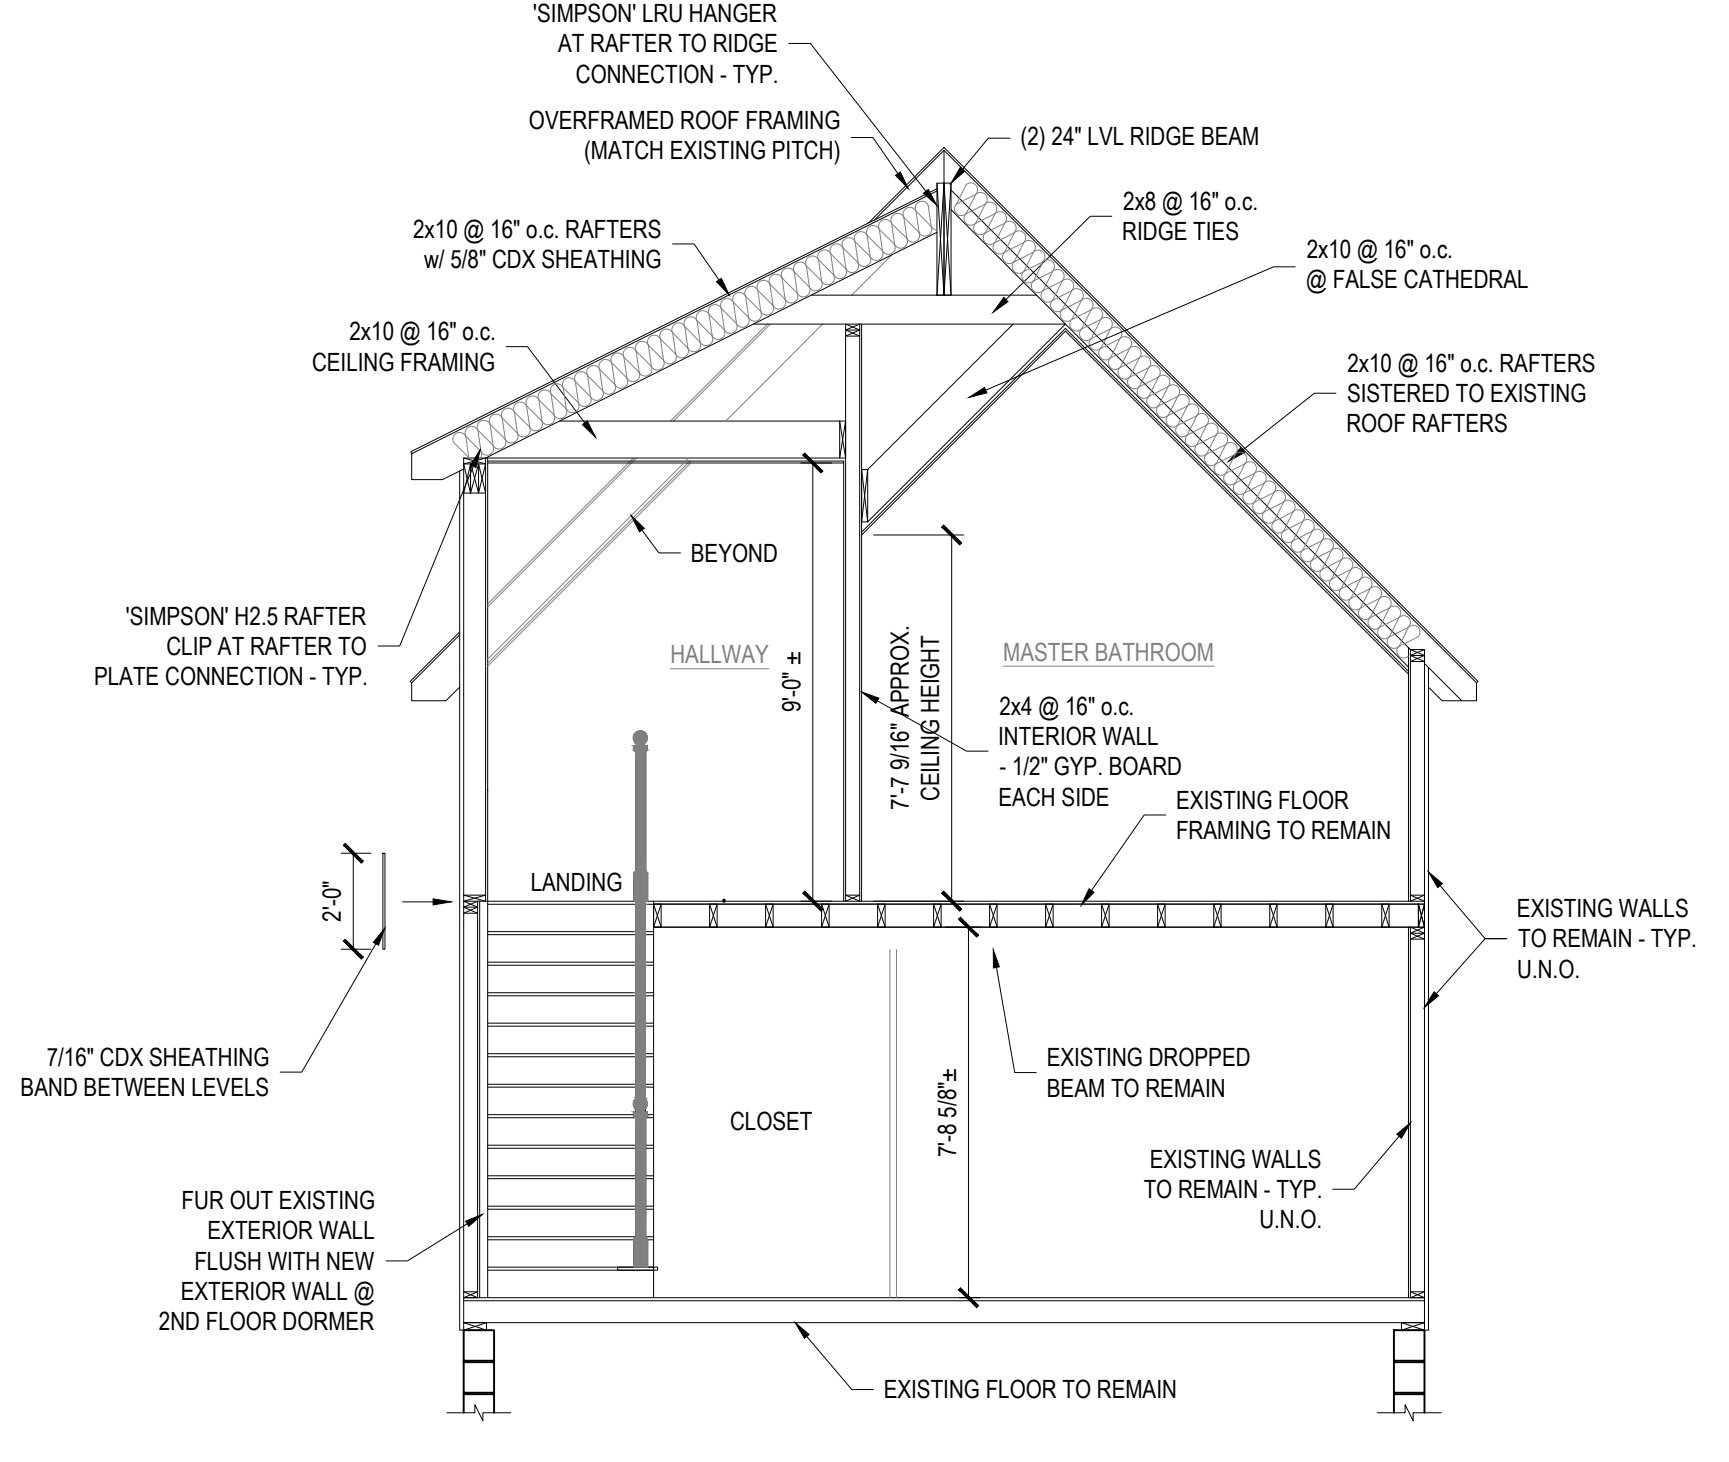 'SIMPSON' LRU HANGER
AT RAFTER TO RIDGE
CONNECTION - TYP.
OVERFRAMED ROOF FRAMING
(MATCH EXISTING PITCH)
(2) 24" LVL RIDGE BEAM
2x8 @ 16" o.c.
RIDGE TIES
2x10 @ 16" o.c. RAFTERS
w/ 5/8" CDX SHEATHING
2x10 @ 16" o.c.
@ FALSE CATHEDRAL
2x10 @ 16" o.c.
CEILING FRAMING
2x10 @ 16" o.c. RAFTERS
SISTERED TO EXISTING
ROOF RAFTERS
BEYOND
'SIMPSON' H2.5 RAFTER
CLIP AT RAFTER TO
PLATE CONNECTION - TYP.
HALLWAY
9'-0" ±
7'-7 9/16" APPROX.
CEILING HEIGHT
MASTER BATHROOM
2x4 @ 16" o.c.
INTERIOR WALL
- 1/2" GYP. BOARD
EACH SIDE
EXISTING FLOOR
FRAMING TO REMAIN
LANDING
2'-0"
EXISTING WALLS
TO REMAIN - TYP.
U.N.O.
7/16" CDX SHEATHING
BAND BETWEEN LEVELS
EXISTING DROPPED
BEAM TO REMAIN
CLOSET
7'-8 5/8"±
EXISTING WALLS
TO REMAIN - TYP.
U.N.O.
FUR OUT EXISTING
EXTERIOR WALL
FLUSH WITH NEW
EXTERIOR WALL @
2ND FLOOR DORMER
EXISTING FLOOR TO REMAIN